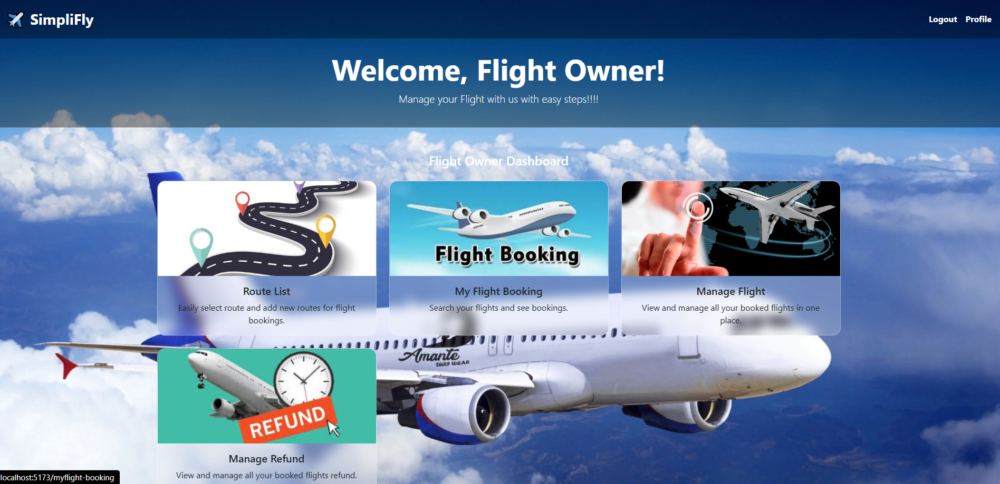 SimpliFly
Logout Profile
Welcome, Flight Owner!
Manage your Flight with us with easy steps!!!!
Flight Owner Dashboard
Flight Booking
Route List
Easily select route and add new routes for flight
bookings.
My Flight Booking
Search your flights and see bookings.
Manage Flight
View and manage all your booked flights in one
place.
Amante
SURF WEAR
REFUND
Manage Refund
View and manage all your booked flights refund.
localhost:5173/myflight-booking